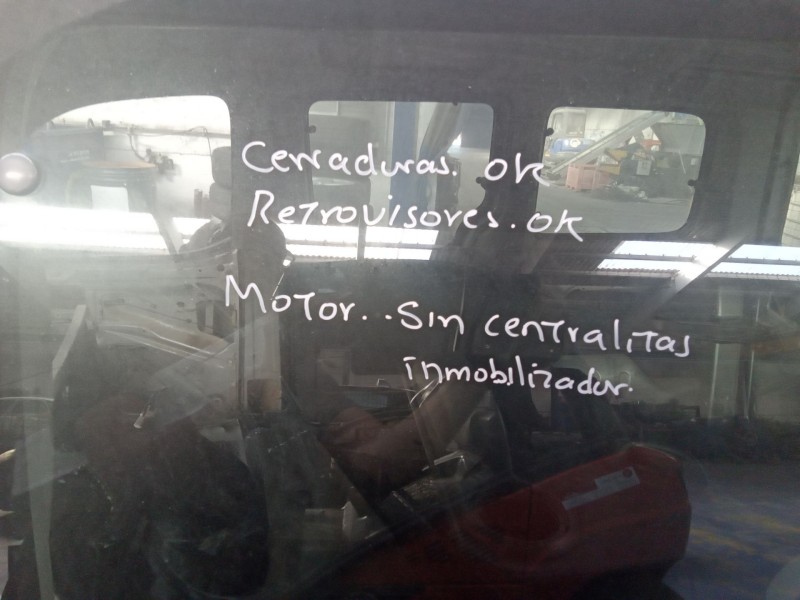 Cerraduras. OK
Retrovisores. OK
Motor.. Sin centralitas
inmobilizador.